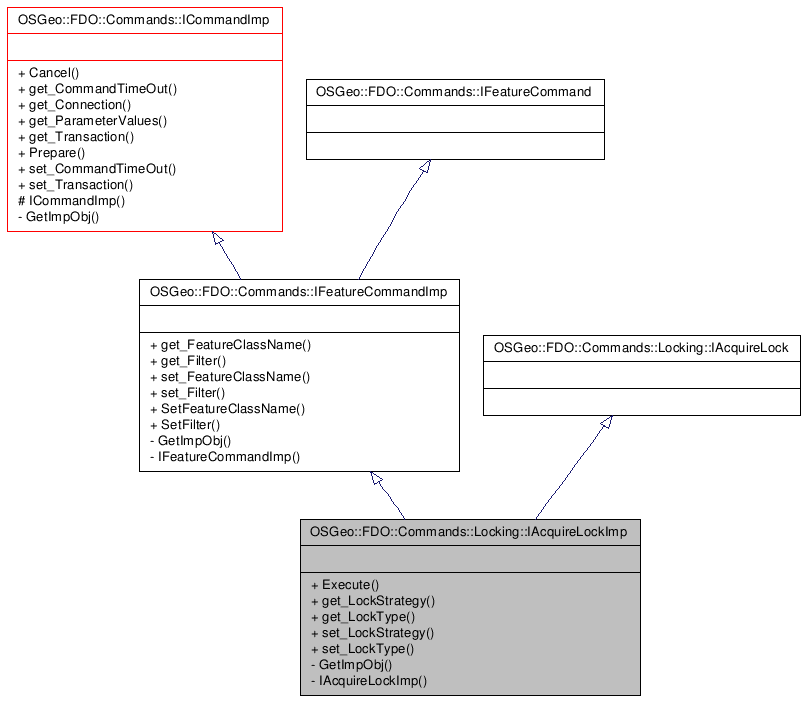 OSGeo::FDO::Commands::ICommandImp
+ Cancel()
+ get_CommandTimeOut()
+ get_Connection()
+ get_ParameterValues()
+ get_Transaction()
+ Prepare()
+ set_CommandTimeOut()
+ set_Transaction()
# ICommandImp()
- GetImpObj()
OSGeo::FDO::Commands::IFeatureCommand
OSGeo::FDO::Commands::IFeatureCommandImp
+ get_FeatureClassName()
+ get_Filter()
+ set_FeatureClassName()
+ set_Filter()
+ SetFeatureClassName()
+ SetFilter()
- GetImpObj()
- IFeatureCommandImp()
OSGeo::FDO::Commands::Locking::IAcquireLock
OSGeo::FDO::Commands::Locking::IAcquireLockImp
+ Execute()
+ get_LockStrategy()
+ get_LockType()
+ set_LockStrategy()
+ set_LockType()
- GetImpObj()
- IAcquireLockImp()